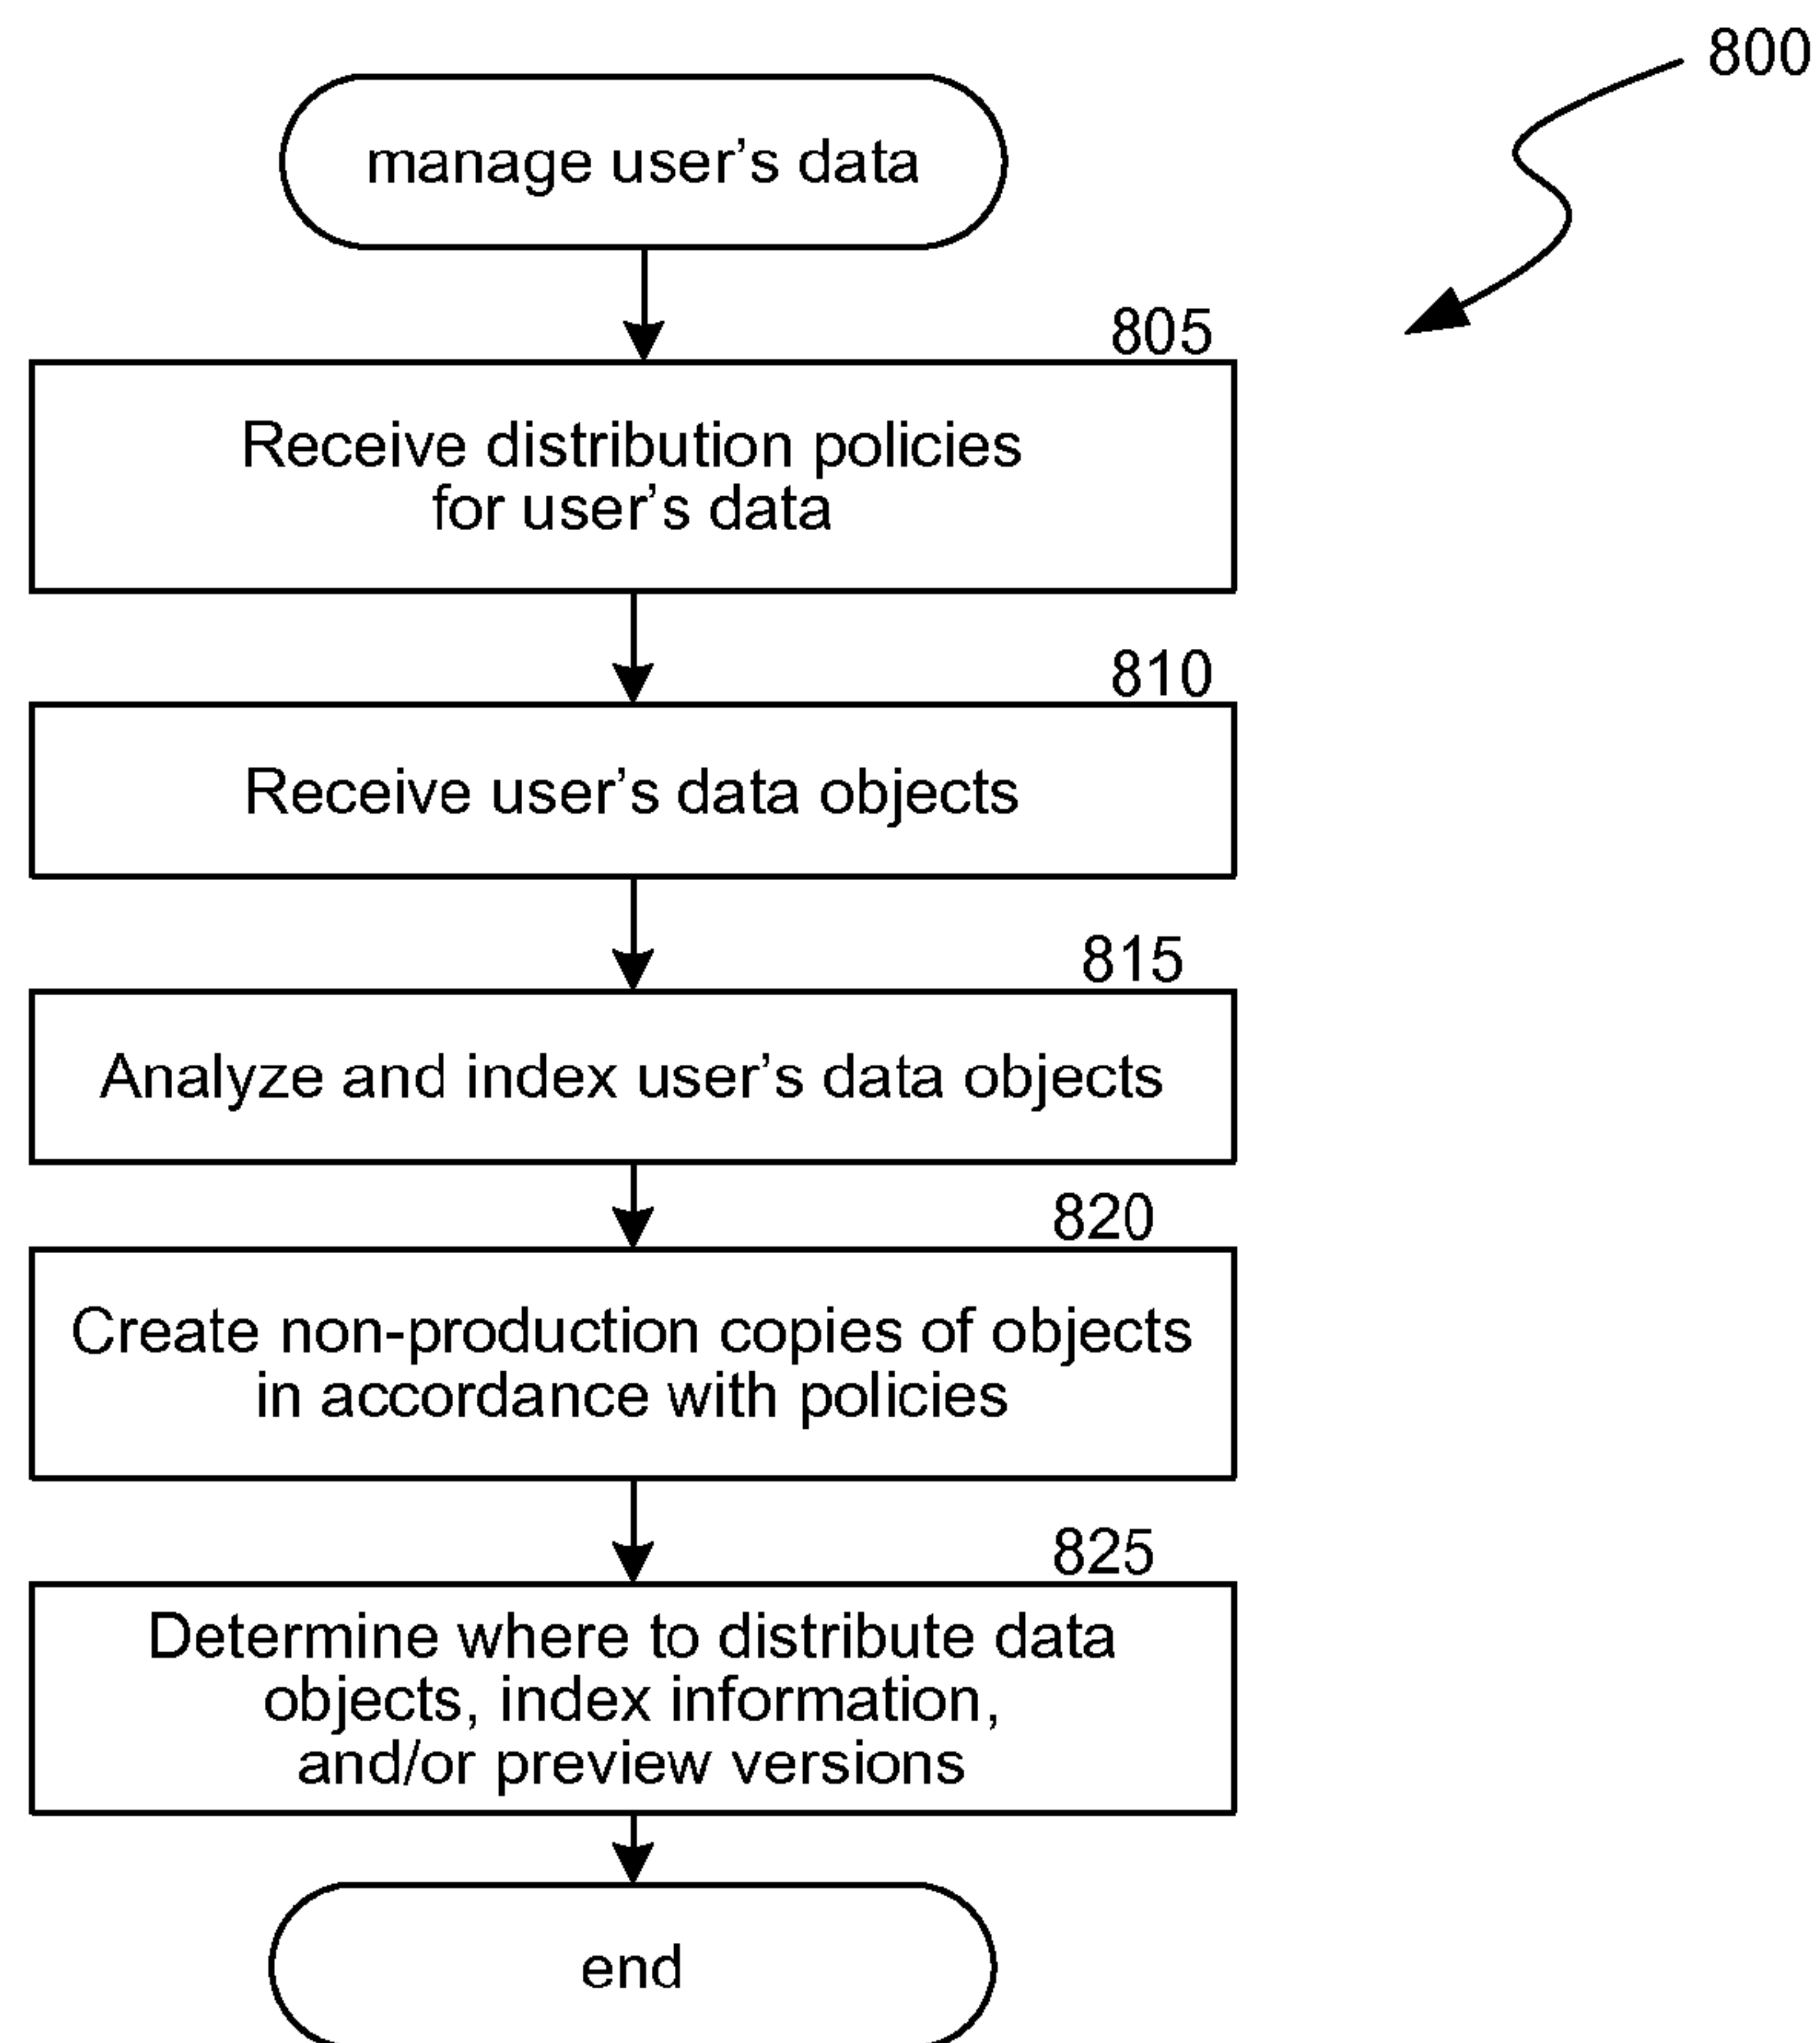 800
manage user's data
805
Receive distribution policies
for user's data
810
Receive user's data objects
815
Analyze and index user's data objects
820
Create non-production copies of objects
in accordance with policies
825
Determine where to distribute data
objects, index information,
and/or preview versions
end